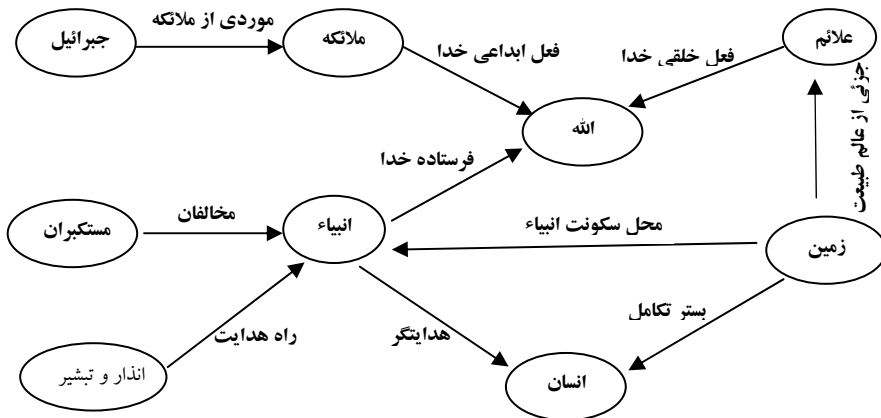 علائم
فعل خلقی خدا
فعل ابداعی خدا
ملائکه
موردی از ملائکه
جبرائیل
جزئی از عالم طبیعت
الله
فرستاده خدا
زمین
محل سکونت انبیاء
انبیاء
مخالفان
مستکبران
بستر تکامل
هدایتگر
راه هدایت
انسان
انذار و تبشیر